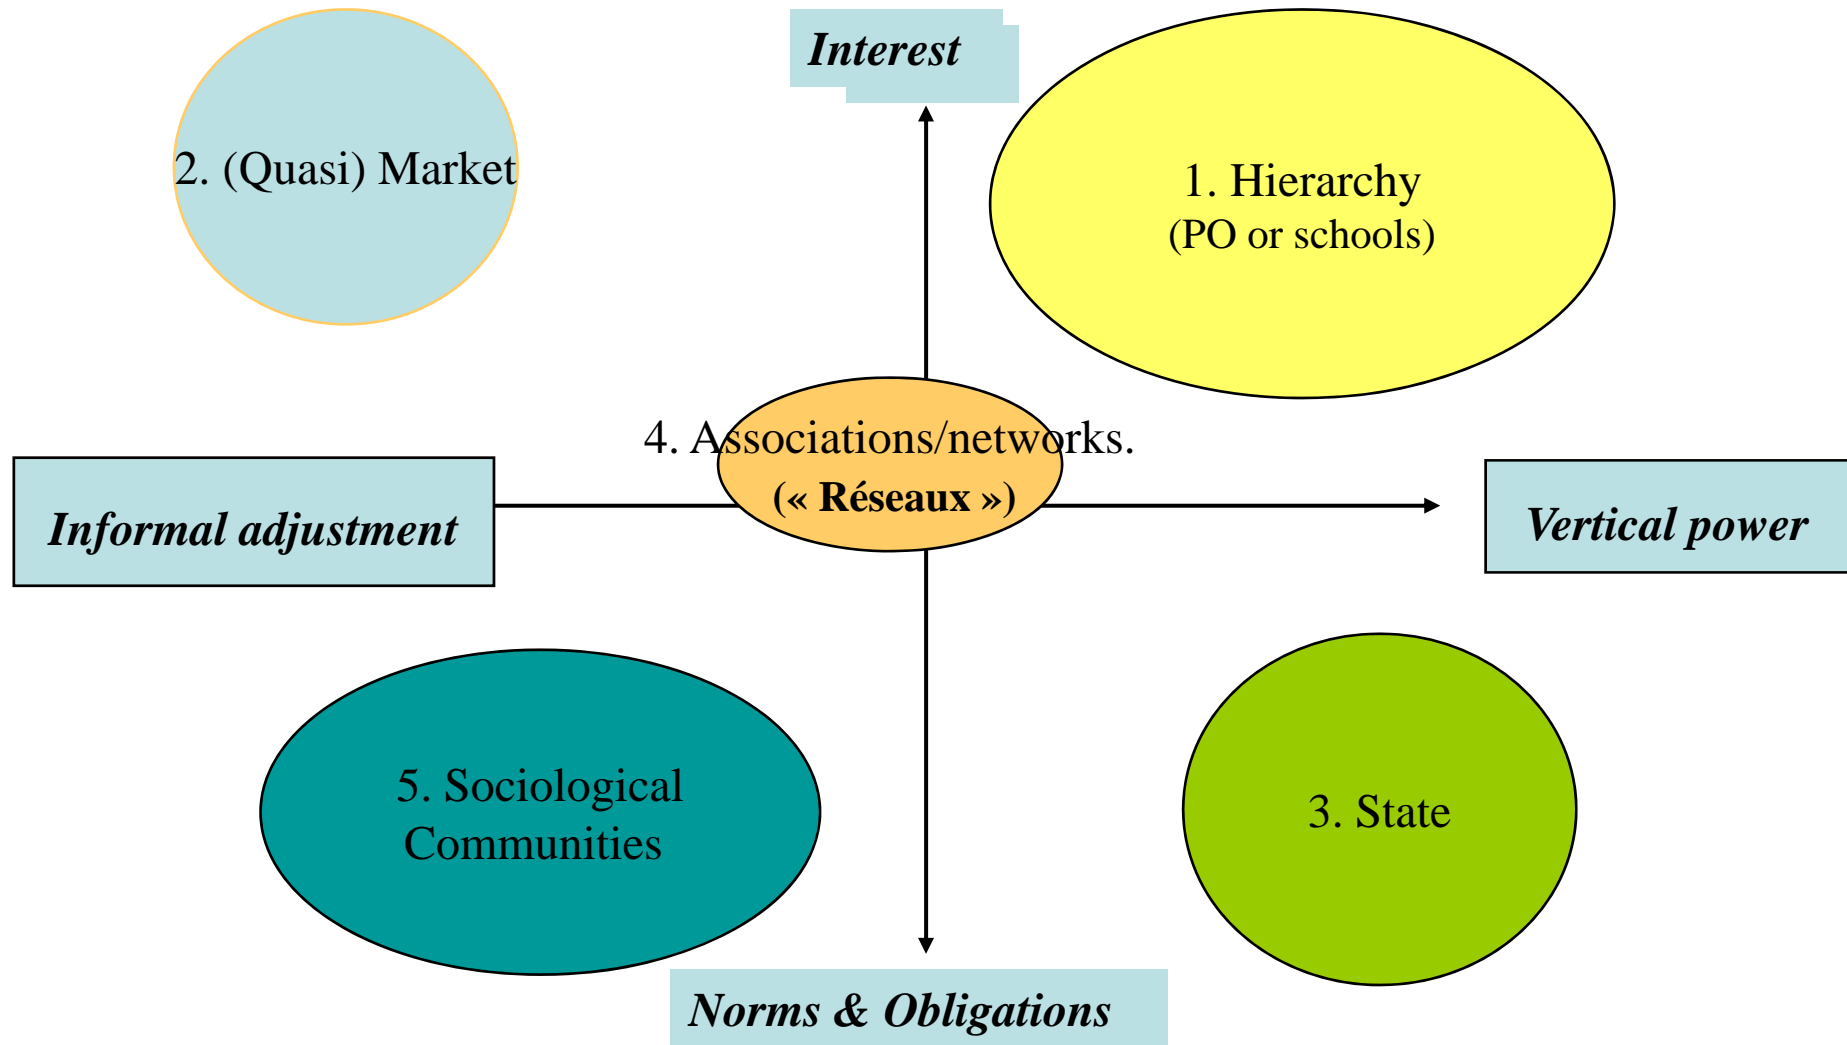 Interest
2. (Quasi) Market
1. Hierarchy
(PO or schools)
4. Associations/networks.
(« Réseaux »)
Informal adjustment
Vertical power
5. Sociological
Communities
3. State
Norms & Obligations